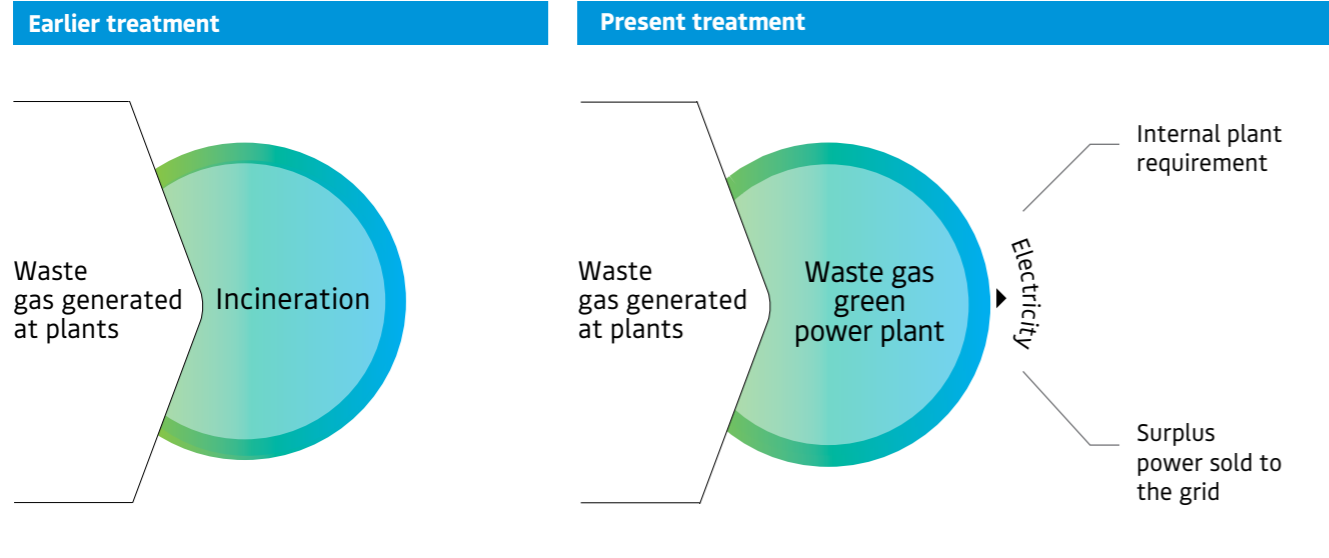 Earlier treatment
Waste
gas generated
at plants
Incineration
Present treatment
Waste
gas generated
at plants
Waste gas
green
power plant
Electricity
Internal plant
requirement
Surplus
power sold to
the grid